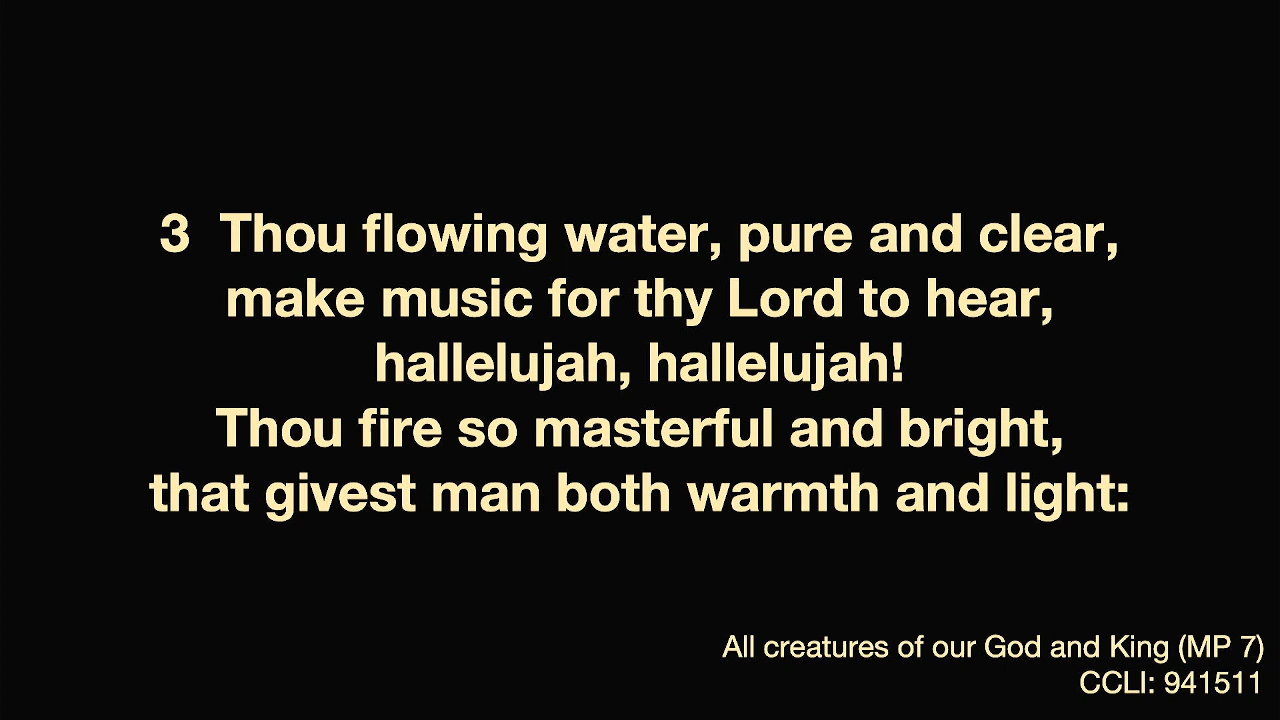 3  Thou flowing water, pure and clear,
make music for thy Lord to hear,
hallelujah, hallelujah!
Thou fire so masterful and bright,
that givest man both warmth and light:
All creatures of our God and King (MP 7)
CCLI: 941511